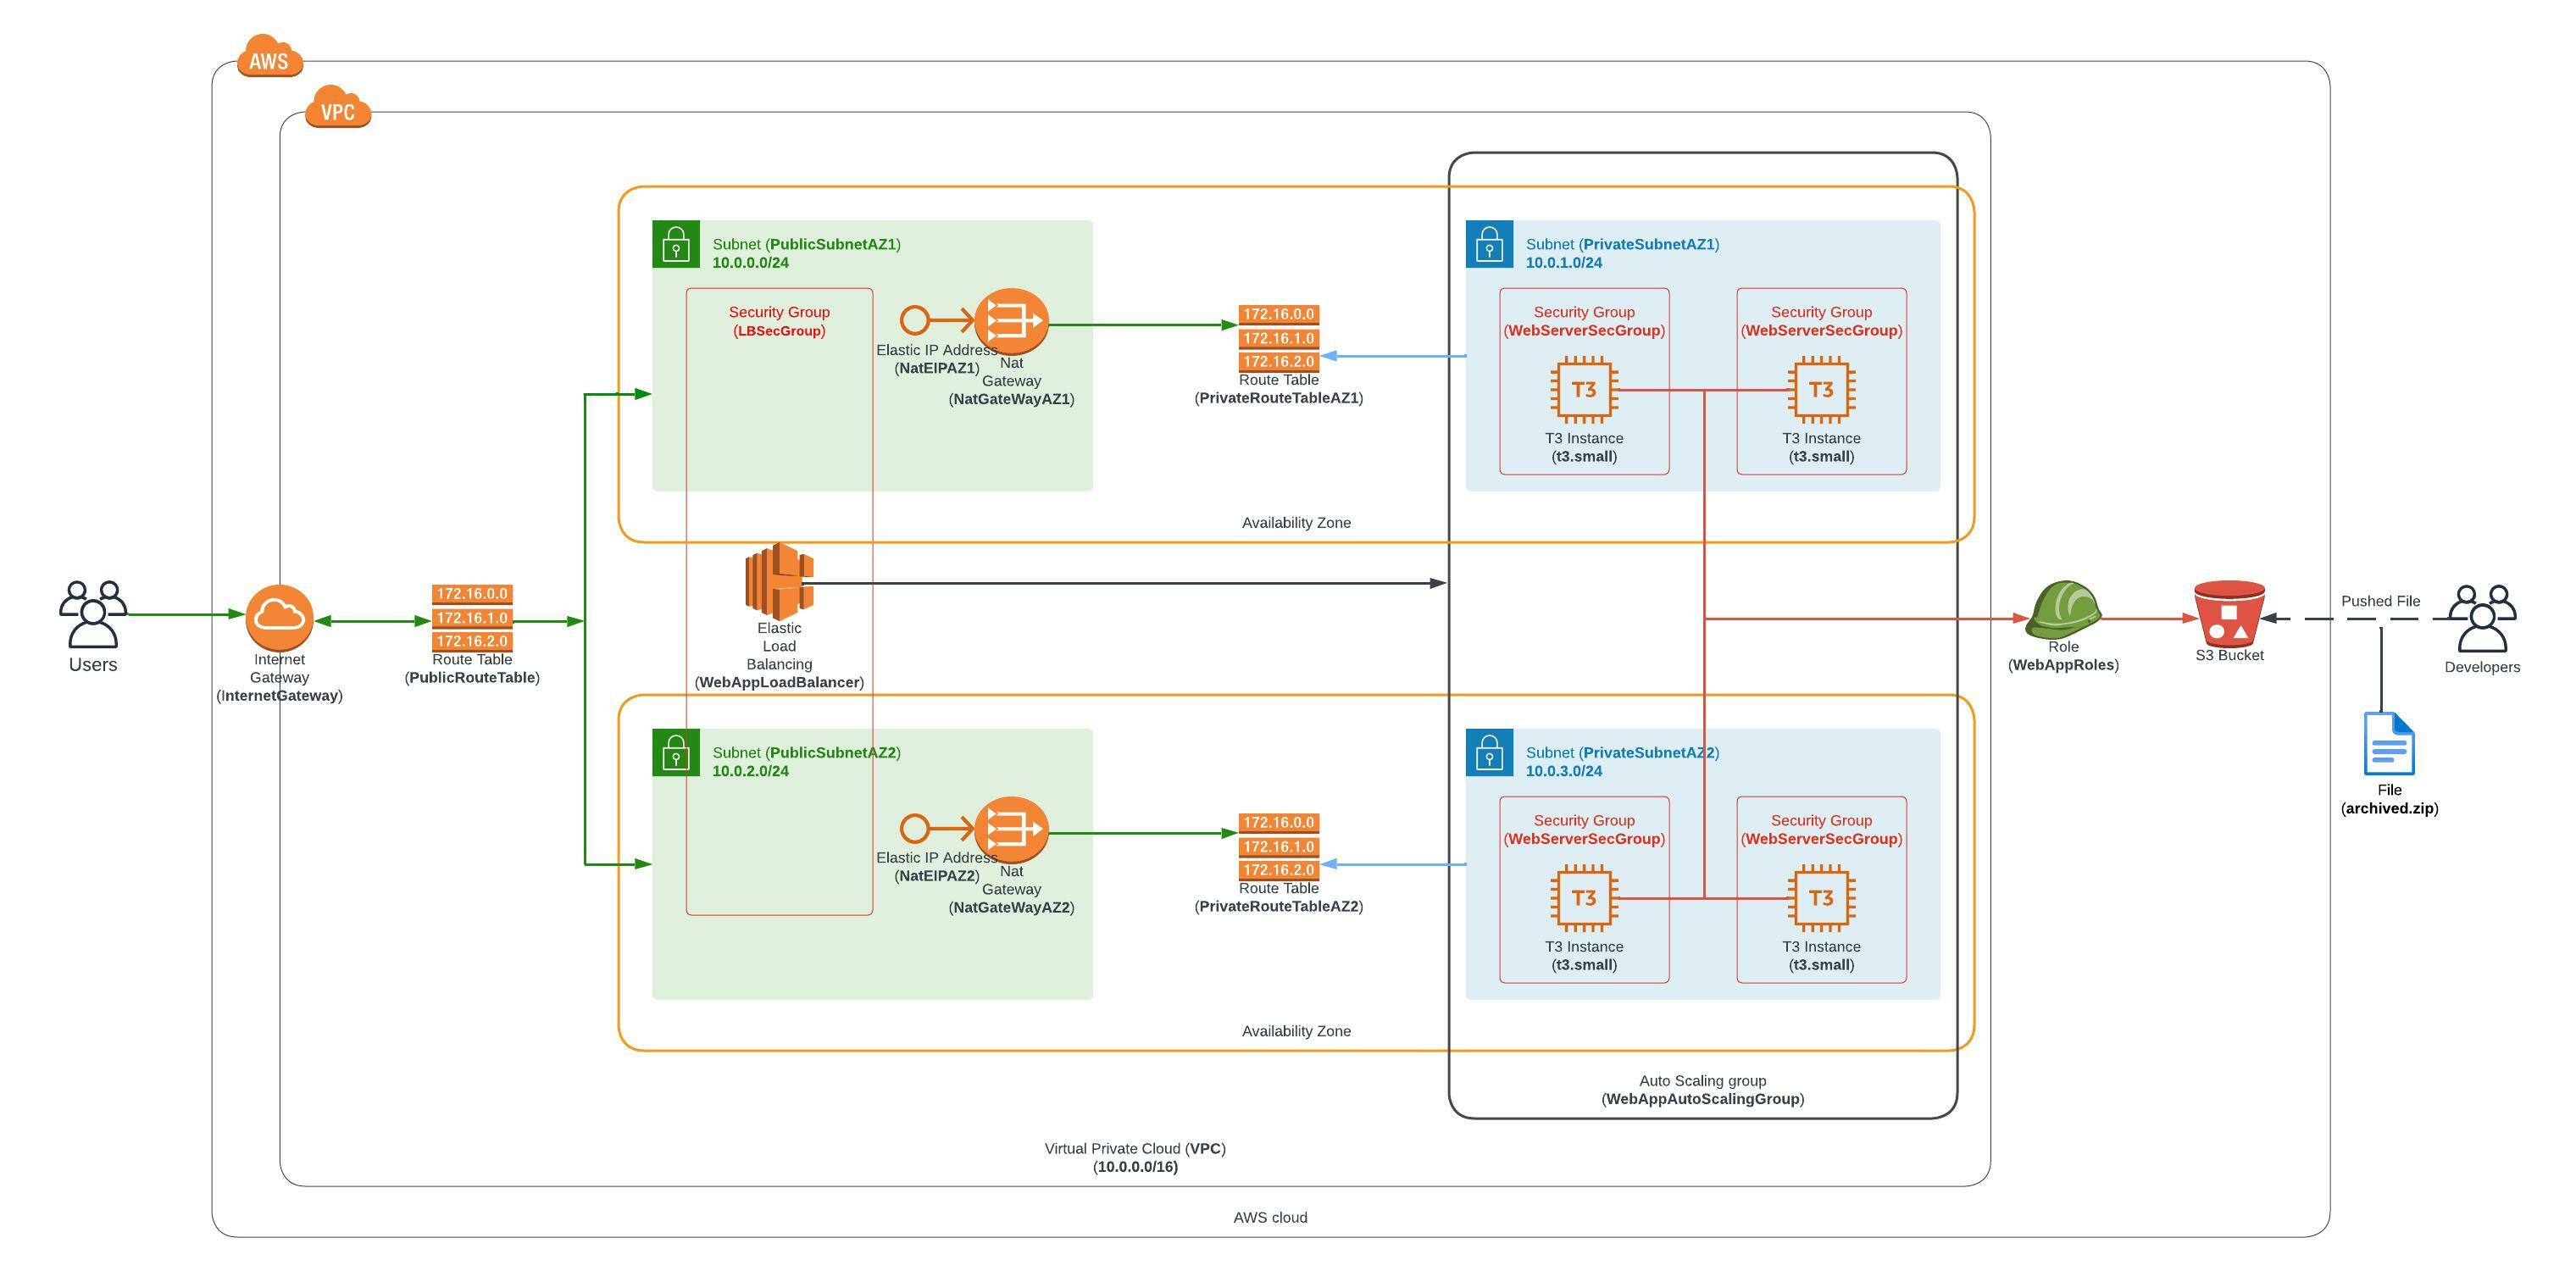 AWS
VPC
Subnet (PublicSubnetAZ1)
10.0.0.0/24
Security Group
(LBSecGroup)
Elastic IP Address
(NatEIPAZ1)
Nat
Gateway
(NatGateWayAZ1)
172.16.0.0
172.16.1.0
172.16.2.0
Route Table
(PrivateRouteTableAZ1)
Subnet (PrivateSubnetAZ1)
10.0.1.0/24
Security Group
(WebServerSecGroup)
T3
T3 Instance
(t3.small)
Security Group
(WebServerSecGroup)
T3
T3 Instance
(t3.small)
Availability Zone
Users
Internet
Gateway
(InternetGateway)
172.16.0.0
172.16.1.0
172.16.2.0
Route Table
(PublicRouteTable)
Elastic
Load
Balancing
(WebAppLoadBalancer)
Role
(WebAppRoles)
S3 Bucket
Pushed File
Developers
File
(archived.zip)
Subnet (PublicSubnetAZ2)
10.0.2.0/24
Elastic IP Address
(NatEIPAZ2)
Nat
Gateway
(NatGateWayAZ2)
172.16.0.0
172.16.1.0
172.16.2.0
Route Table
(PrivateRouteTableAZ2)
Subnet (PrivateSubnetAZ2)
10.0.3.0/24
Security Group
(WebServerSecGroup)
T3
T3 Instance
(t3.small)
Security Group
(WebServerSecGroup)
T3
T3 Instance
(t3.small)
Availability Zone
Auto Scaling group
(WebAppAutoScalingGroup)
Virtual Private Cloud (VPC)
(10.0.0.0/16)
AWS cloud